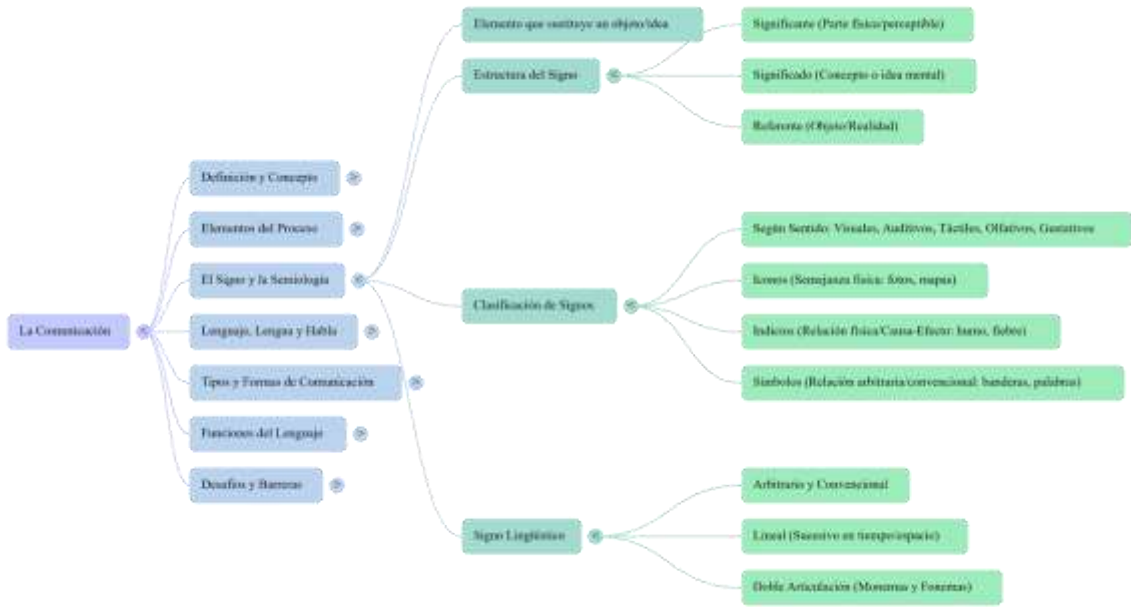 La Comunicación
Definición y Concepto
Elementos del Proceso
El Signo y la Semiología
Lenguaje, Lengua y Habla
Tipos y Formas de Comunicación
Funciones del Lenguaje
Desafíos y Barreras
Elemento que sustituye un objeto/idea
Estructura del Signo
Significante (Parte física/perceptible)
Significado (Concepto o idea mental)
Referente (Objeto/Realidad)
Clasificación de Signos
Según Sentido: Visuales, Auditivos, Táctiles, Olfativos, Gustativos
Iconos (Semejanza física: fotos, mapas)
Indicios (Relación física/Causa-Efecto: humo, fiebre)
Símbolos (Relación arbitraria/convencional: banderas, palabras)
Signo Lingüístico
Arbitrario y Convencional
Lineal (Sucesivo en tiempo/espacio)
Doble Articulación (Monemas y Fonemas)